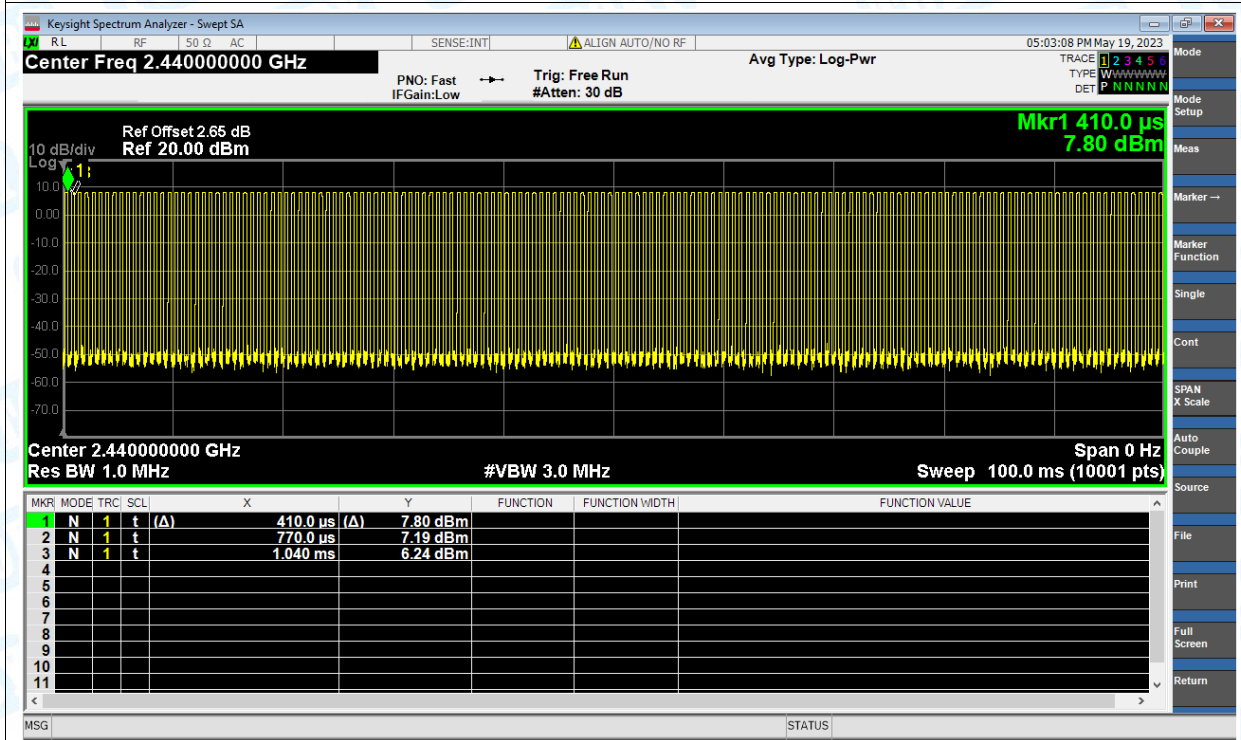 Keysight Spectrum Analyzer - Swept SA
LXI RL RF 50 Ω AC SENSE:INT ALIGN AUTO/NO RF 05:03:08 PM May 19, 2023
Center Freq 2.440000000 GHz
PNO: Fast
IFGain:Low
Trig: Free Run
#Atten: 30 dB
Avg Type: Log-Pwr
TRACE 1 2 3 4 5 6
TYPE WWWWWW
DET P N N N N N
Ref Offset 2.65 dB
10 dB/div Ref 20.00 dBm
Log
Mkr1 410.0 µs
7.80 dBm
1
10.0
0.00
-10.0
-20.0
-30.0
-40.0
-50.0
-60.0
-70.0
Center 2.440000000 GHz Span 0 Hz
Res BW 1.0 MHz #VBW 3.0 MHz Sweep 100.0 ms (10001 pts)
MKR MODE TRC SCL X Y FUNCTION FUNCTION WIDTH FUNCTION VALUE
1 N 1 t (Δ) 410.0 µs (Δ) 7.80 dBm
2 N 1 t 770.0 µs 7.19 dBm
3 N 1 t 1.040 ms 6.24 dBm
4
5
6
7
8
9
10
11
MSG STATUS
Mode
Mode
Setup
Meas
Marker →
Marker
Function
Single
Cont
SPAN
X Scale
Auto
Couple
Source
File
Print
Full
Screen
Return